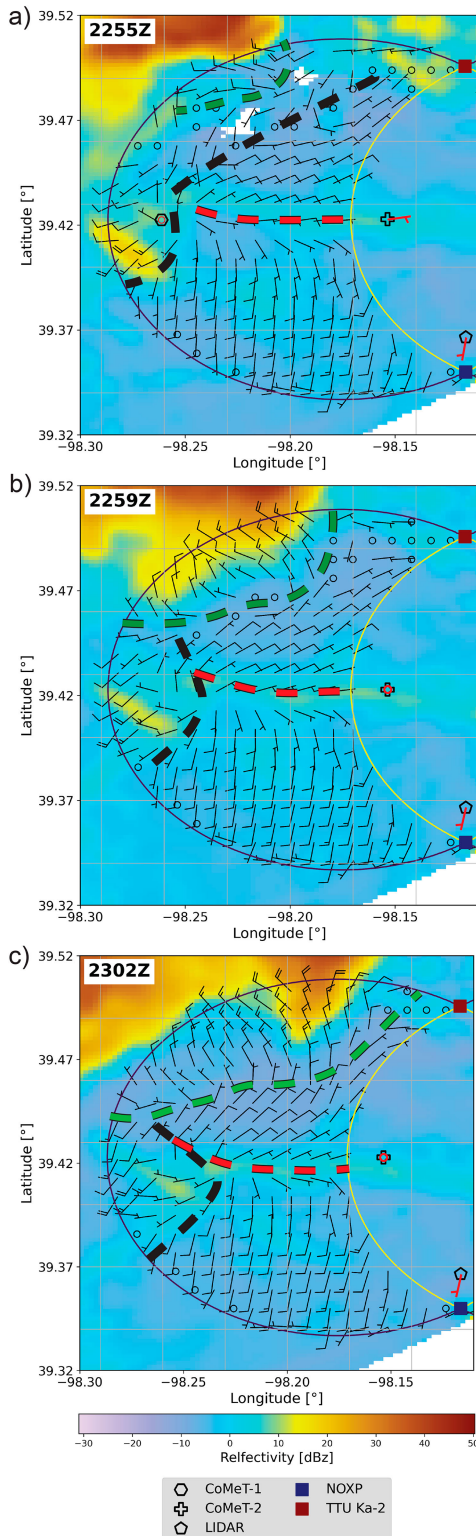 a)
2255Z
39.52
39.47
39.42
39.37
39.32
Latitude [°]
−98.30 −98.25 −98.20 −98.15
Longitude [°]
b)
2259Z
39.52
39.47
39.42
39.37
39.32
Latitude [°]
−98.30 −98.25 −98.20 −98.15
Longitude [°]
c)
2302Z
39.52
39.47
39.42
39.37
39.32
Latitude [°]
−98.30 −98.25 −98.20 −98.15
Longitude [°]
−30 −20 −10 0 10 20 30 40 50
Refectivity [dBz]
CoMeT-1 NOXP
CoMeT-2 TTU Ka-2
LIDAR